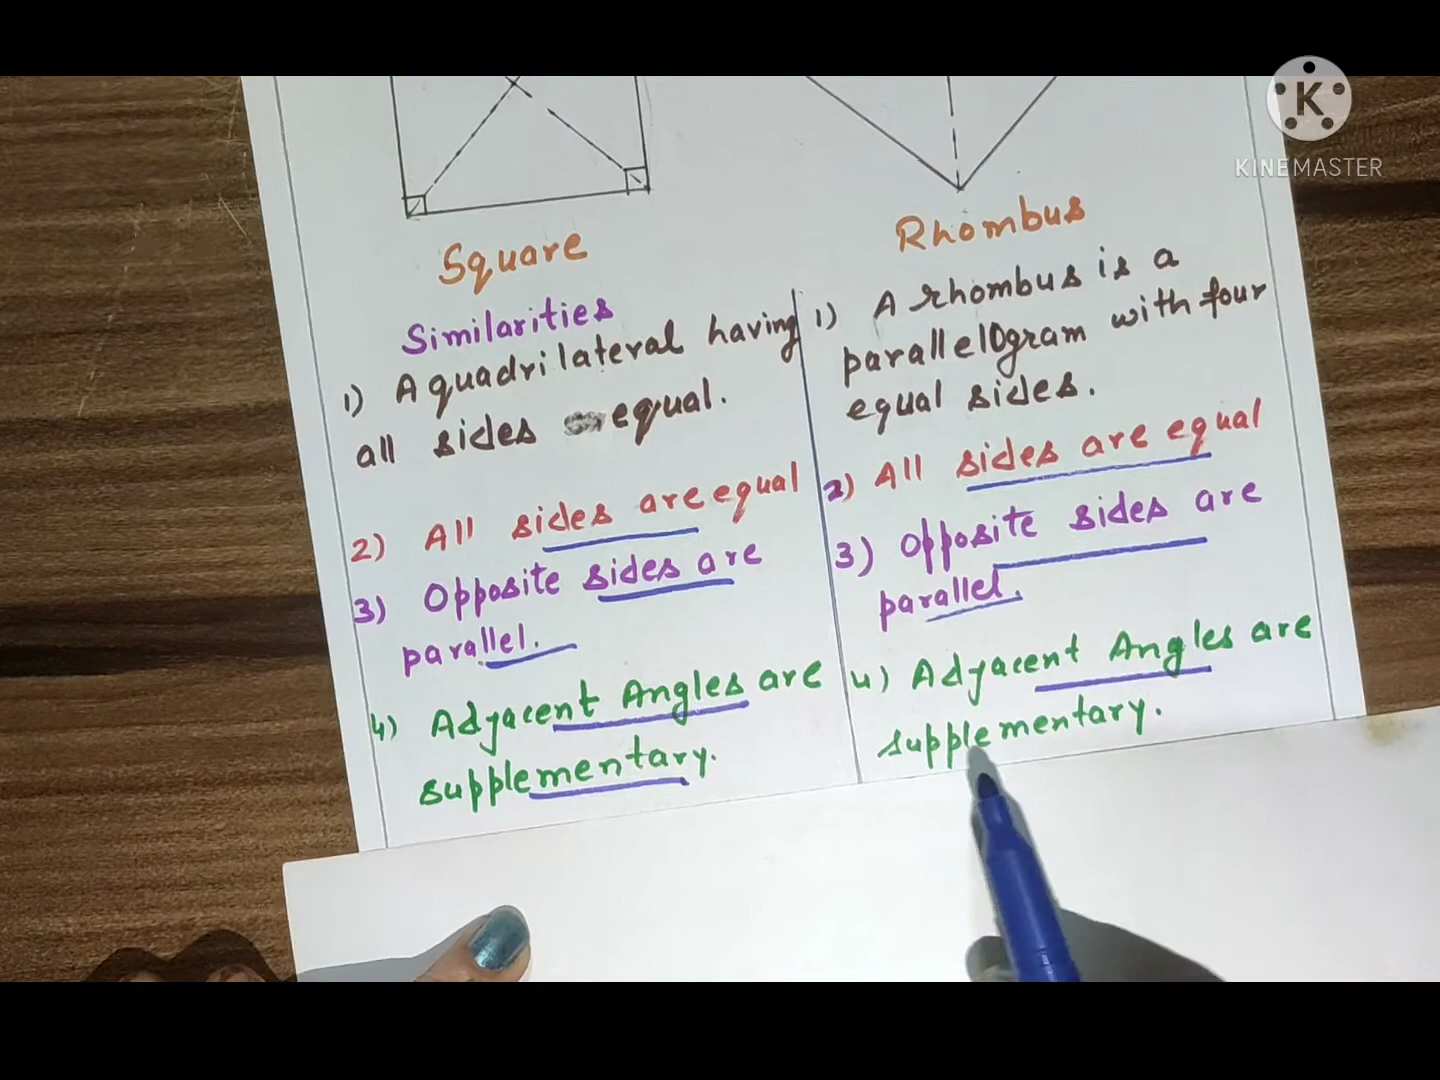 K
KINEMASTER
Square
Similarities
1) A quadrilateral having
all sides equal.
2) All sides are equal
3) Opposite sides are
parallel.
4) Adjacent Angles are
supplementary.
Rhombus
1) A rhombus is a
parallelogram with four
equal sides.
2) All sides are equal
3) Opposite sides are
parallel.
4) Adjacent Angles are
supplementary.